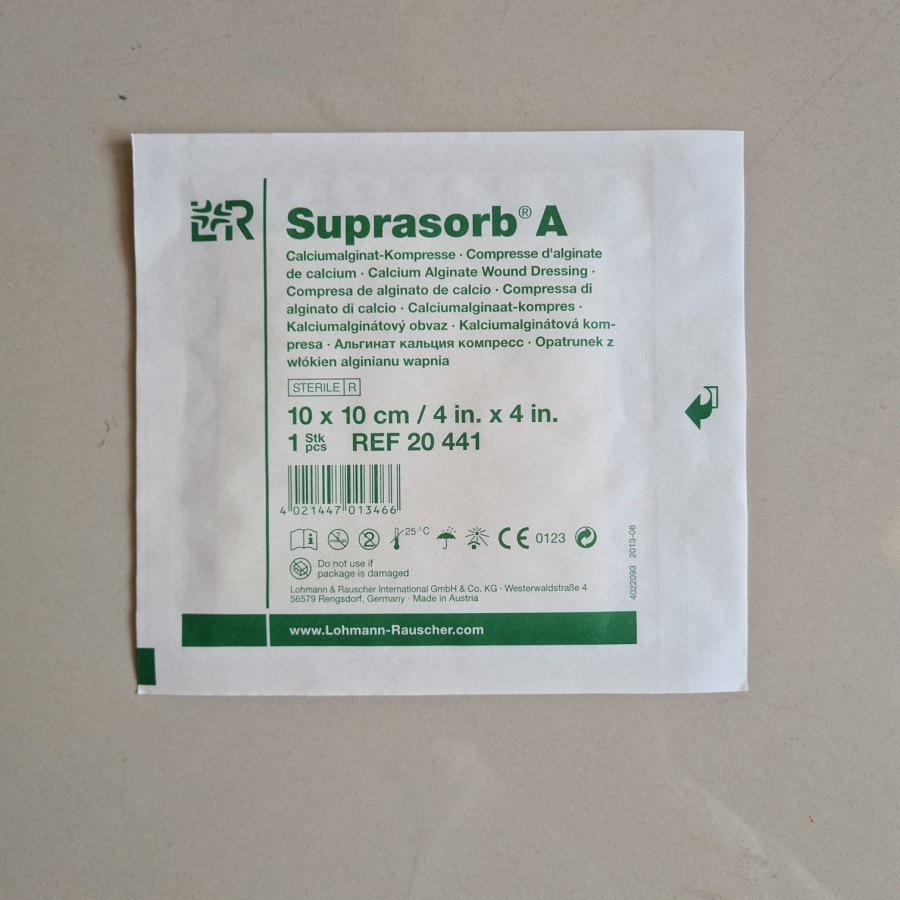 L&R
Suprasorb® A
Calciumalginat-Kompresse · Compresse d'alginate
de calcium · Calcium Alginate Wound Dressing ·
Compresa de alginato de calcio · Compressa di
alginato di calcio · Calciumalginaat-kompres ·
Kalciumalginátový obvaz · Kalciumalginátová kom-
presa · Альгинат кальция компресс · Opatrunek z
włókien alginianu wapnia
STERILE R
10 x 10 cm / 4 in. x 4 in.
1 Stk pcs REF 20 441
4 021447 013466
25°C
CE 0123
Do not use if
package is damaged
Lohmann & Rauscher International GmbH & Co. KG · Westerwaldstraße 4
56579 Rengsdorf, Germany · Made in Austria
4022093 2013-08
www.Lohmann-Rauscher.com